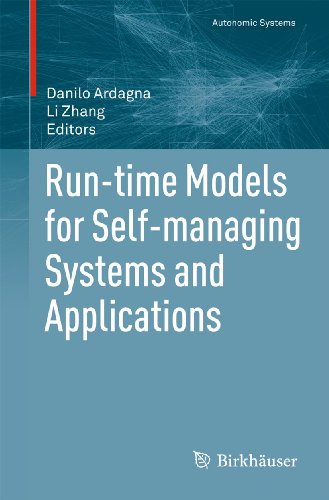 Autonomic Systems
Danilo Ardagna
Li Zhang
Editors
Run-time Models
for Self-managing
Systems and
Applications
Birkhäuser